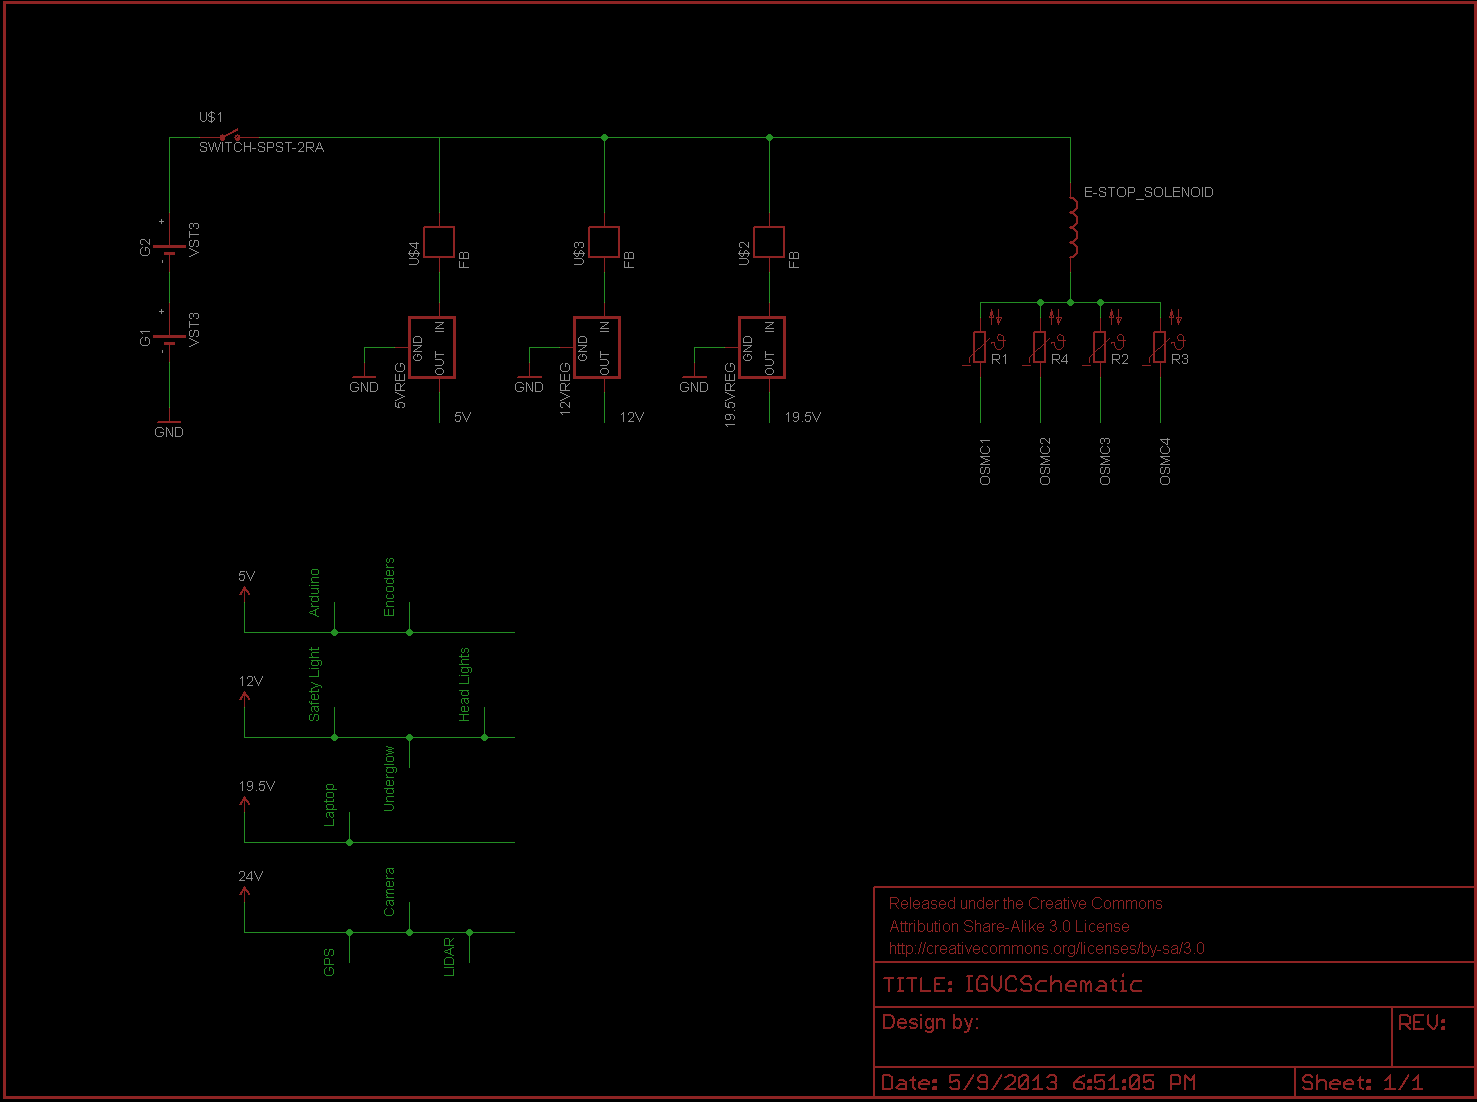 U$1
SWITCH-SPST-2RA
E-STOP_SOLENOID
+
G2
VST3
-
+
G1
VST3
-
GND
U$4
FB
U$3
FB
U$2
FB
IN
GND
OUT
GND
5VREG
5V
IN
GND
OUT
GND
12VREG
12V
IN
GND
OUT
GND
19.5VREG
19.5V
R1
R4
R2
R3
OSMC1
OSMC2
OSMC3
OSMC4
5V
Arduino
Encoders
12V
Safety Light
Underglow
Head Lights
19.5V
Laptop
24V
GPS
Camera
LIDAR
Released under the Creative Commons
Attribution Share-Alike 3.0 License
http://creativecommons.org/licenses/by-sa/3.0
TITLE: IGVCSchematic
Design by:
REV:
Date: 5/9/2013 6:51:05 PM
Sheet: 1/1